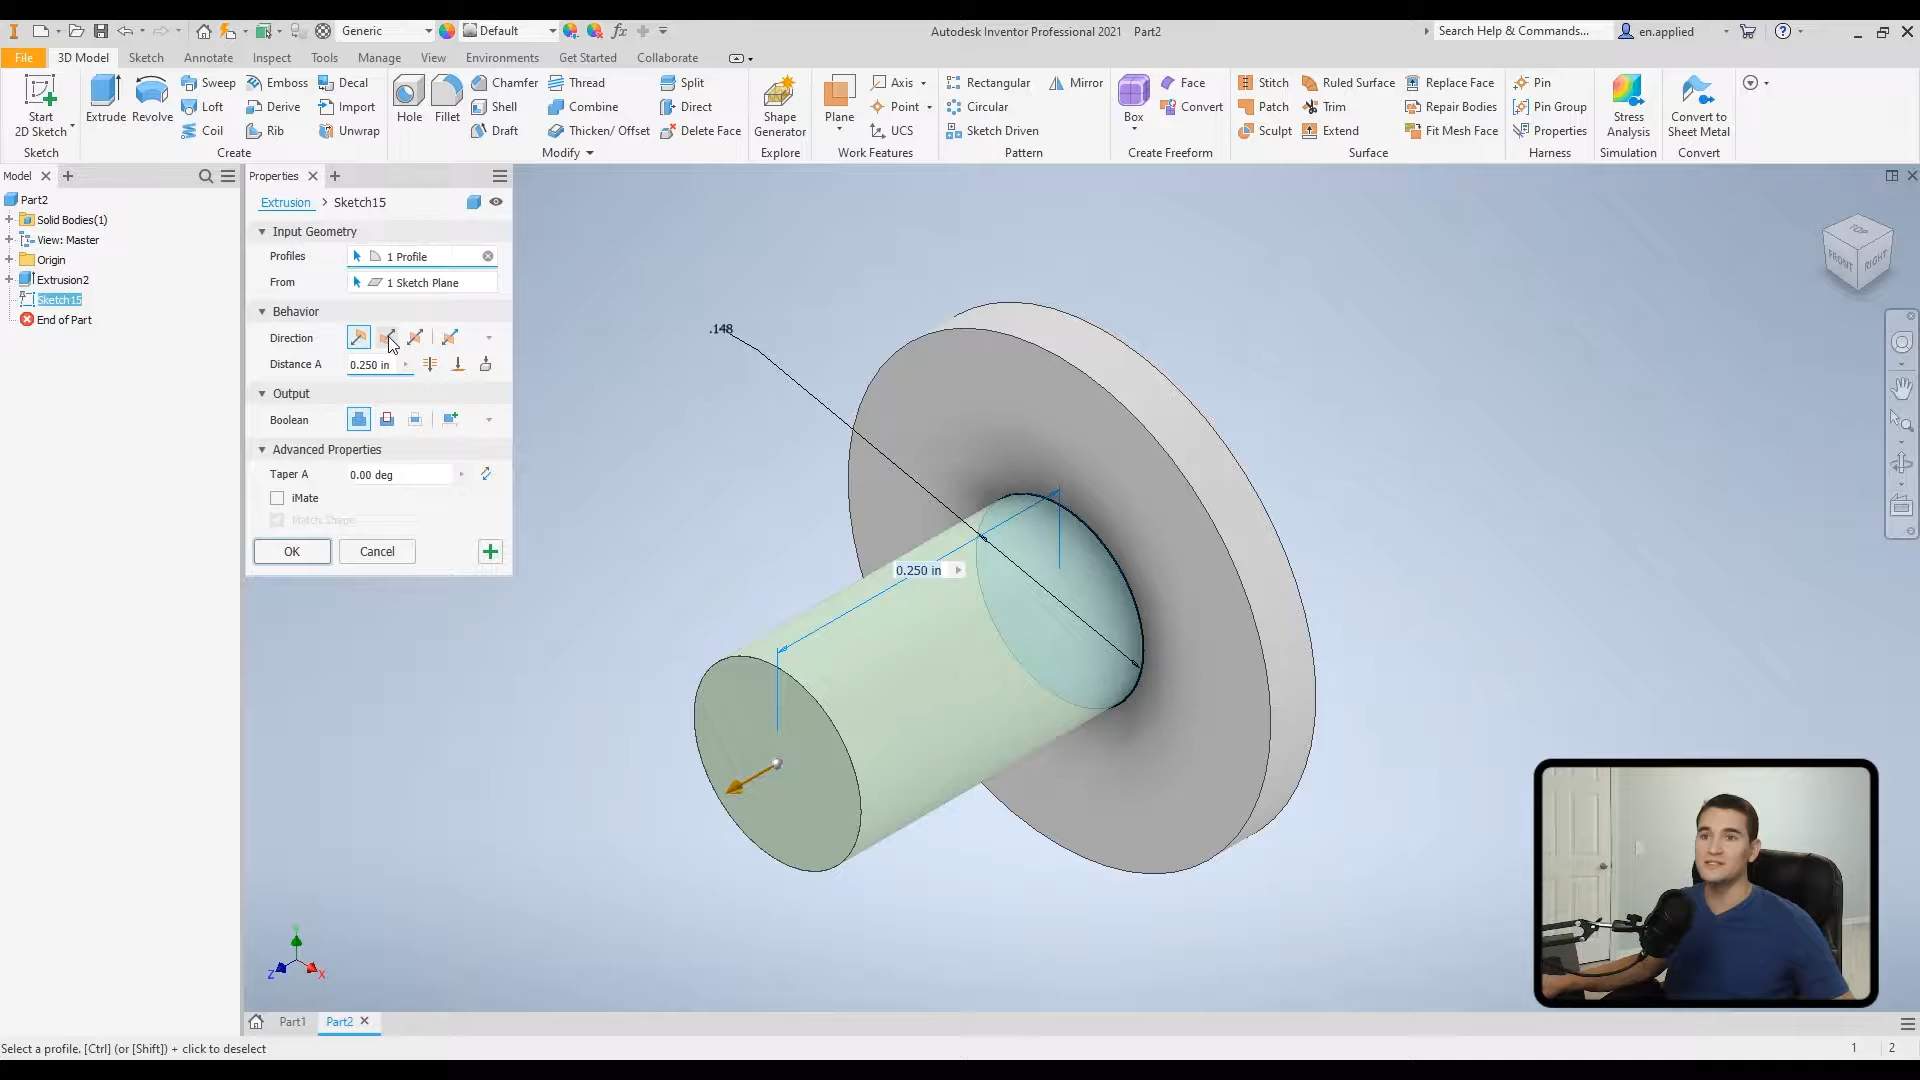 Generic
Default
Autodesk Inventor Professional 2021 Part2
Search Help & Commands...
en.applied
File 3D Model Sketch Annotate Inspect Tools Manage View Environments Get Started Collaborate
Start
2D Sketch
Extrude
Revolve
Sweep
Loft
Coil
Emboss
Derive
Rib
Decal
Import
Unwrap
Hole
Fillet
Chamfer
Shell
Draft
Thread
Combine
Thicken/ Offset
Split
Direct
Delete Face
Shape
Generator
Plane
Axis
Point
UCS
Rectangular
Circular
Sketch Driven
Mirror
Box
Face
Convert
Stitch
Patch
Sculpt
Ruled Surface
Trim
Extend
Replace Face
Repair Bodies
Fit Mesh Face
Pin
Pin Group
Properties
Stress
Analysis
Convert to
Sheet Metal
Sketch Create Modify Explore Work Features Pattern Create Freeform Surface Harness Simulation Convert
Model
Part2
Solid Bodies(1)
View: Master
Origin
Extrusion2
Sketch15
End of Part
Properties
Extrusion > Sketch15
Input Geometry
Profiles 1 Profile
From 1 Sketch Plane
Behavior
Direction
Distance A 0.250 in
Output
Boolean
Advanced Properties
Taper A 0.00 deg
iMate
Match Shape
OK Cancel
.148
0.250 in
TOP
FRONT
RIGHT
Z X
Part1 Part2
Select a profile. [Ctrl] (or [Shift]) + click to deselect
1 2